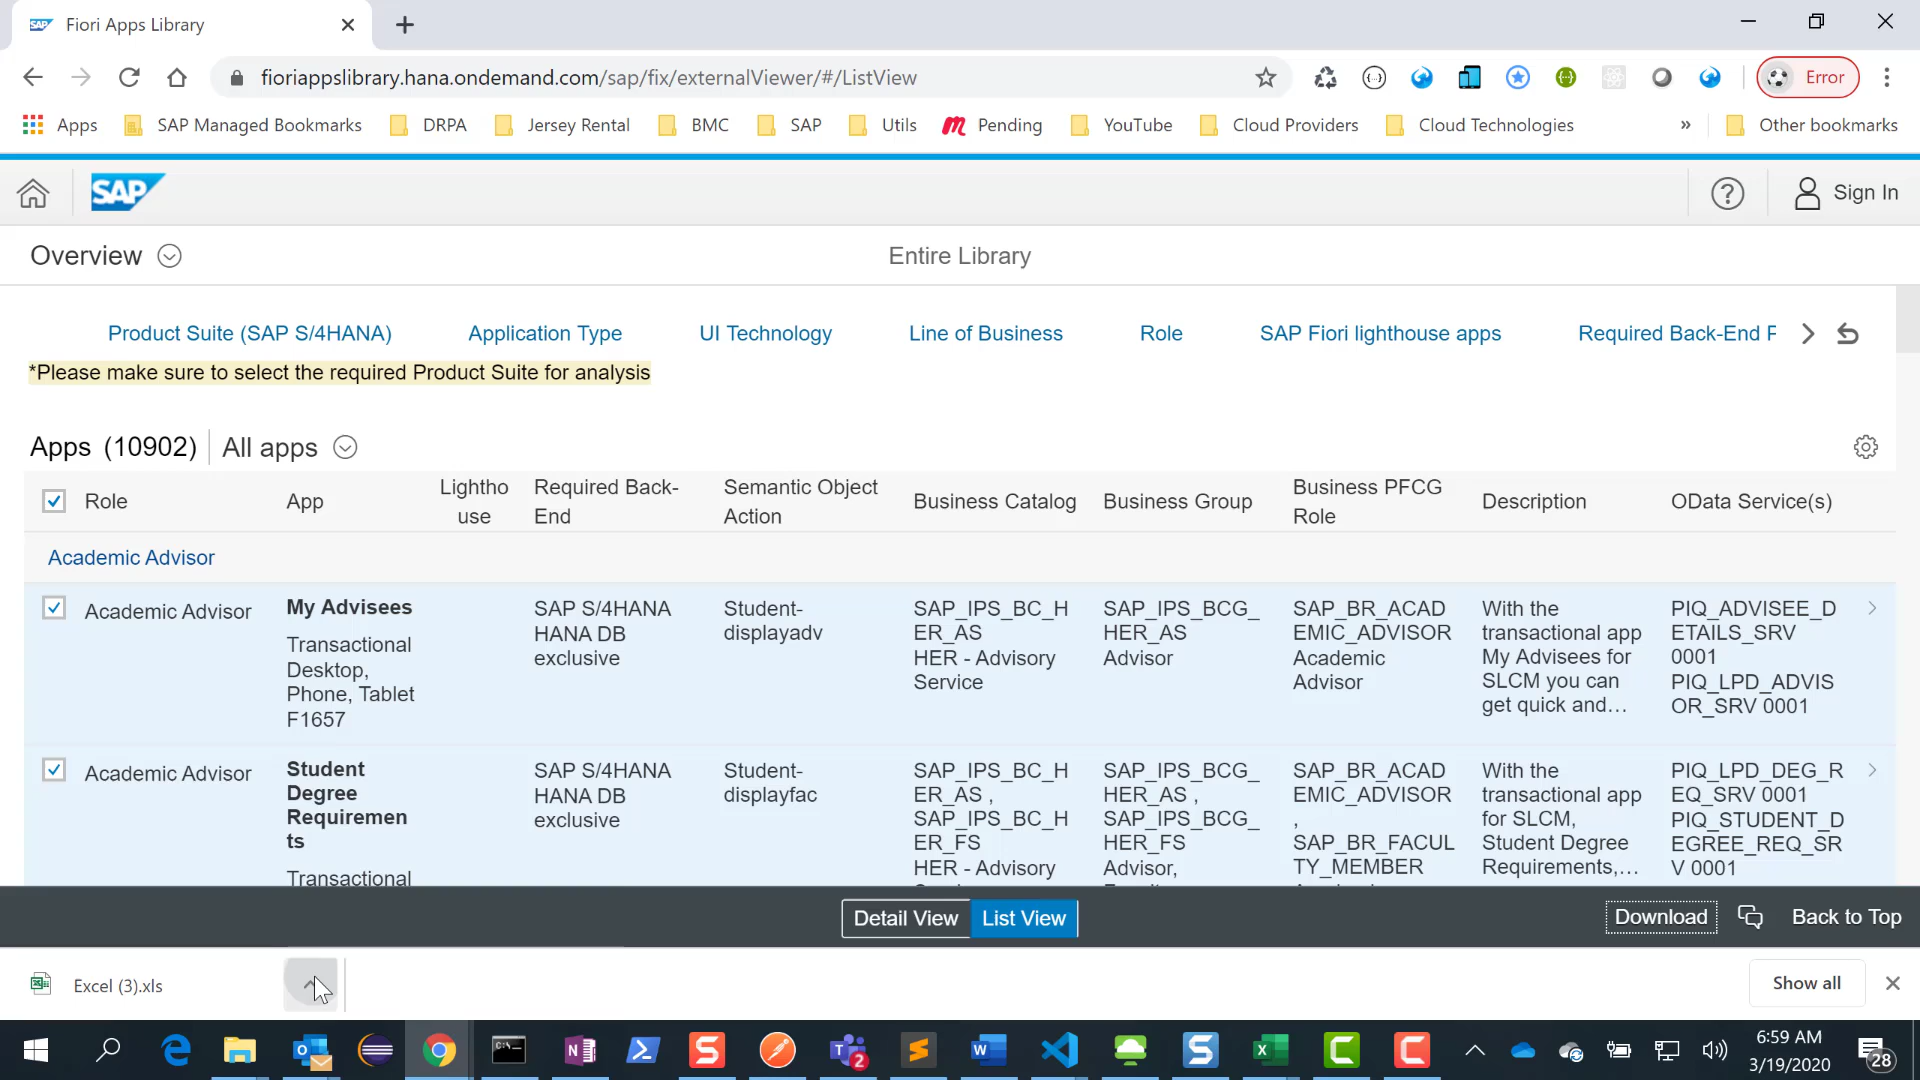 SAP Fiori Apps Library
fioriappslibrary.hana.ondemand.com/sap/fix/externalViewer/#/ListView
Error
Apps SAP Managed Bookmarks DRPA Jersey Rental BMC SAP Utils Pending YouTube Cloud Providers Cloud Technologies » Other bookmarks
SAP
? Sign In
Overview Entire Library
Product Suite (SAP S/4HANA) Application Type UI Technology Line of Business Role SAP Fiori lighthouse apps Required Back-End P
*Please make sure to select the required Product Suite for analysis
Apps (10902) All apps
Role
App
Lightho
use
Required Back-
End
Semantic Object
Action
Business Catalog
Business Group
Business PFCG
Role
Description
OData Service(s)
Academic Advisor
Academic Advisor
My Advisees
Transactional
Desktop,
Phone, Tablet
F1657
SAP S/4HANA
HANA DB
exclusive
Student-
displayadv
SAP_IPS_BC_H
ER_AS
HER - Advisory
Service
SAP_IPS_BCG_
HER_AS
Advisor
SAP_BR_ACAD
EMIC_ADVISOR
Academic
Advisor
With the
transactional app
My Advisees for
SLCM you can
get quick and...
PIQ_ADVISEE_D
ETAILS_SRV
0001
PIQ_LPD_ADVIS
OR_SRV 0001
Academic Advisor
Student
Degree
Requiremen
ts
Transactional
SAP S/4HANA
HANA DB
exclusive
Student-
displayfac
SAP_IPS_BC_H
ER_AS ,
SAP_IPS_BC_H
ER_FS
HER - Advisory
SAP_IPS_BCG_
HER_AS ,
SAP_IPS_BCG_
HER_FS
Advisor,
SAP_BR_ACAD
EMIC_ADVISOR
,
SAP_BR_FACUL
TY_MEMBER
With the
transactional app
for SLCM,
Student Degree
Requirements,...
PIQ_LPD_DEG_R
EQ_SRV 0001
PIQ_STUDENT_D
EGREE_REQ_SR
V 0001
Detail View List View Download Back to Top
Excel (3).xls Show all
6:59 AM
3/19/2020
28
2